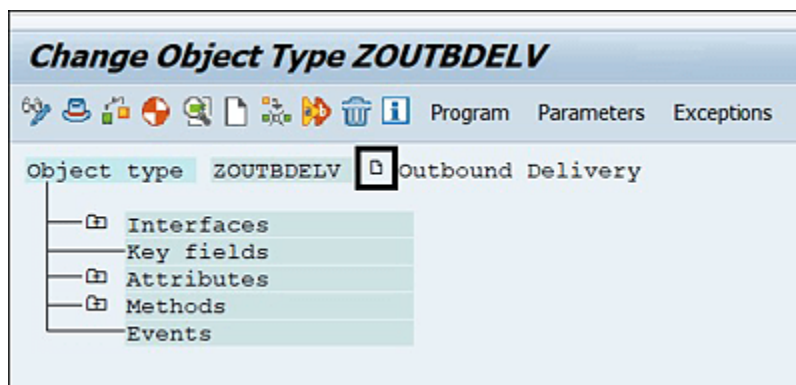 Change Object Type ZOUTBDELV
Program Parameters Exceptions
Object type ZOUTBDELV Outbound Delivery
Interfaces
Key fields
Attributes
Methods
Events